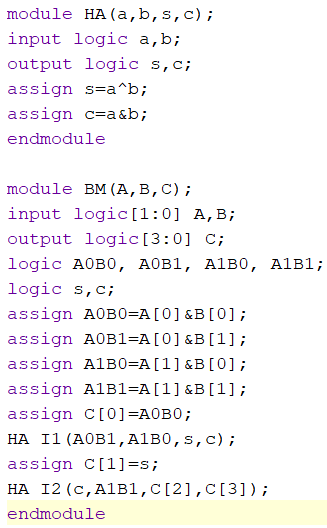 module HA(a,b,s,c);
input logic a,b;
output logic s,c;
assign s=a^b;
assign c=a&b;
endmodule
module BM(A,B,C);
input logic[1:0] A,B;
output logic[3:0] C;
logic A0B0, A0B1, A1B0, A1B1;
logic s,c;
assign A0B0=A[0]&B[0];
assign A0B1=A[0]&B[1];
assign A1B0=A[1]&B[0];
assign A1B1=A[1]&B[1];
assign C[0]=A0B0;
HA I1(A0B1,A1B0,s,c);
assign C[1]=s;
HA I2(c,A1B1,C[2],C[3]);
endmodule